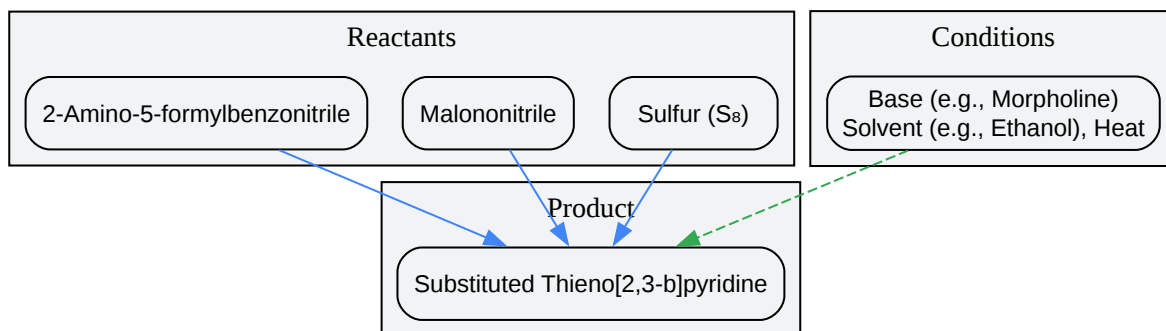 Reactants
Conditions
2-Amino-5-formylbenzonitrile
Malononitrile
Sulfur (S₈)
Base (e.g., Morpholine)
Solvent (e.g., Ethanol), Heat
Product
Substituted Thieno[2,3-b]pyridine